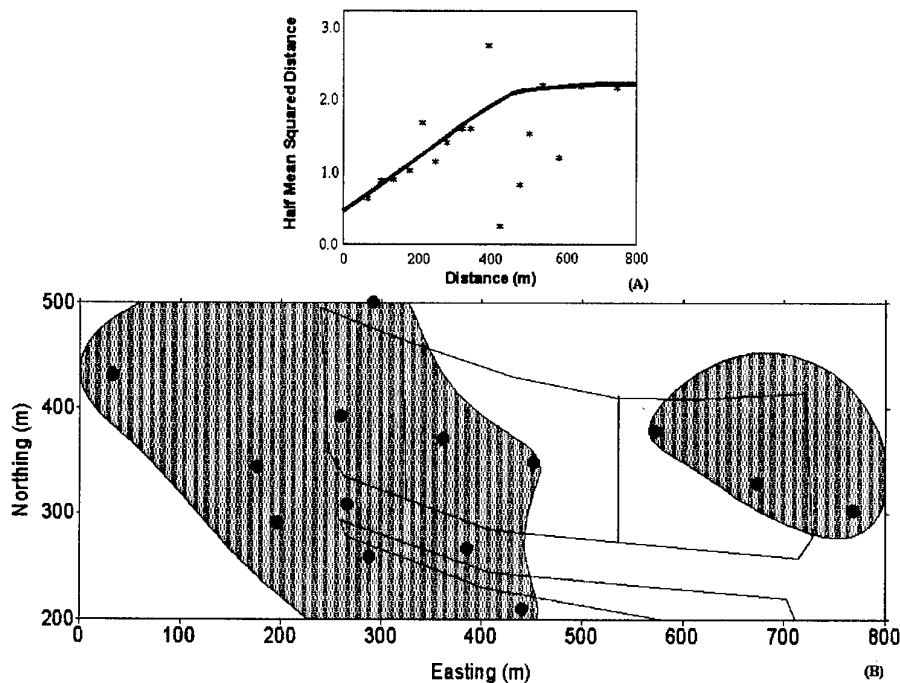 Half Mean Squared Distance
3.0
2.0
1.0
0.0
0 200 400 600 800
Distance (m)
(A)
Northing (m)
500
400
300
200
0 100 200 300 400 500 600 700 800
Easting (m)
(B)